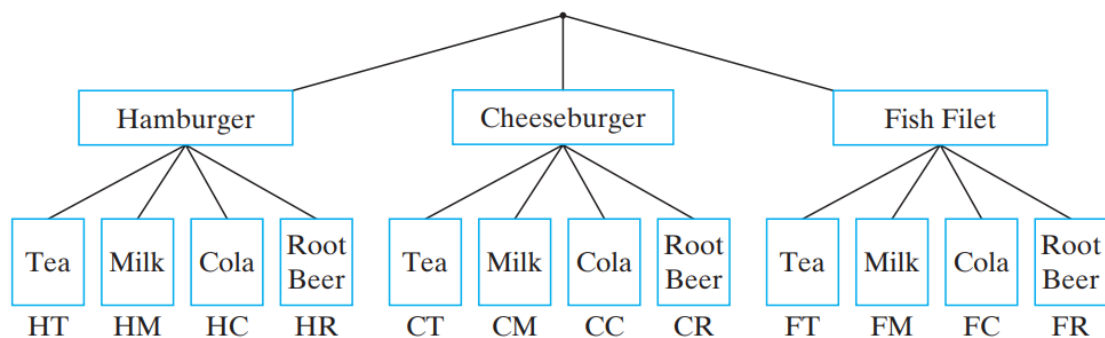 Hamburger Cheeseburger Fish Filet
Tea Milk Cola Root Beer Tea Milk Cola Root Beer Tea Milk Cola Root Beer
HT HM HC HR CT CM CC CR FT FM FC FR